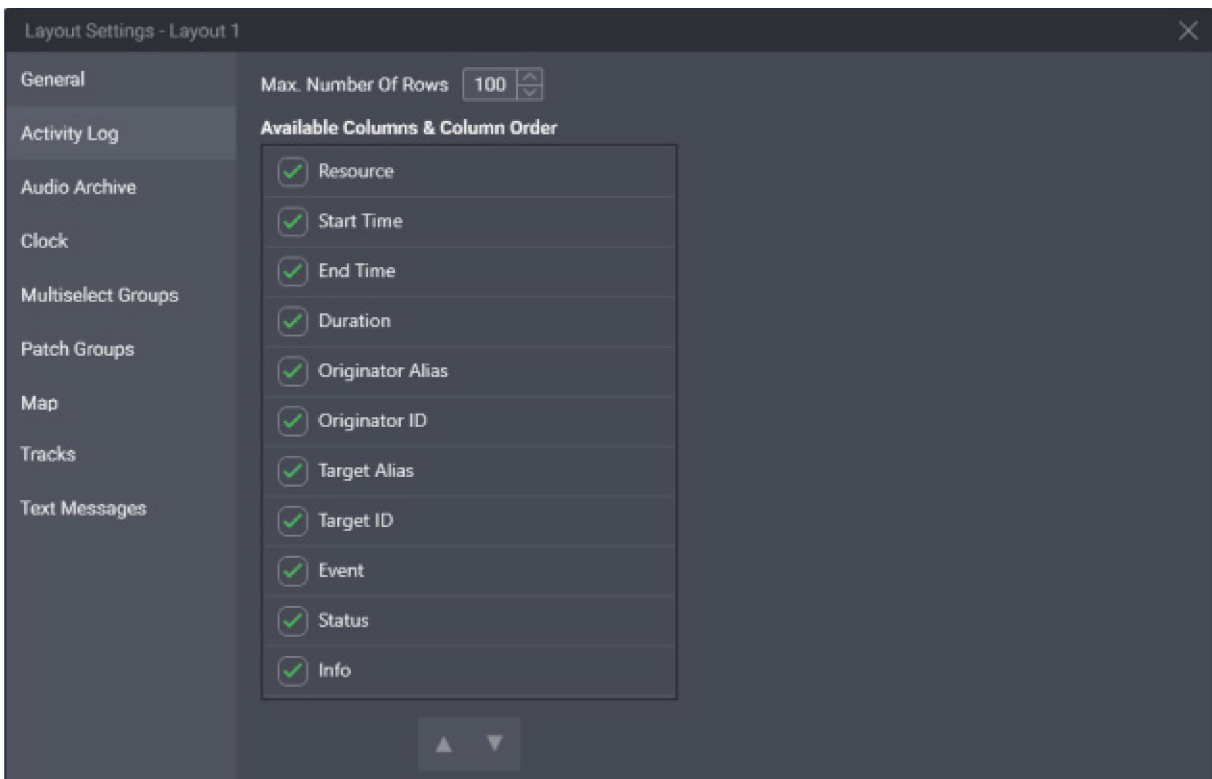 Layout Settings - Layout 1
General
Activity Log
Audio Archive
Clock
Multiselect Groups
Patch Groups
Map
Tracks
Text Messages
Max. Number Of Rows 100
Available Columns & Column Order
Resource
Start Time
End Time
Duration
Originator Alias
Originator ID
Target Alias
Target ID
Event
Status
Info